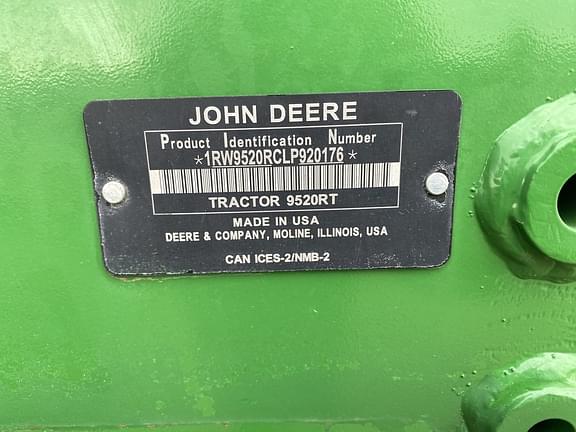 JOHN DEERE
Product Identification Number
*1RW9520RCLP920176*
TRACTOR 9520RT
MADE IN USA
DEERE & COMPANY, MOLINE, ILLINOIS, USA
CAN ICES-2/NMB-2